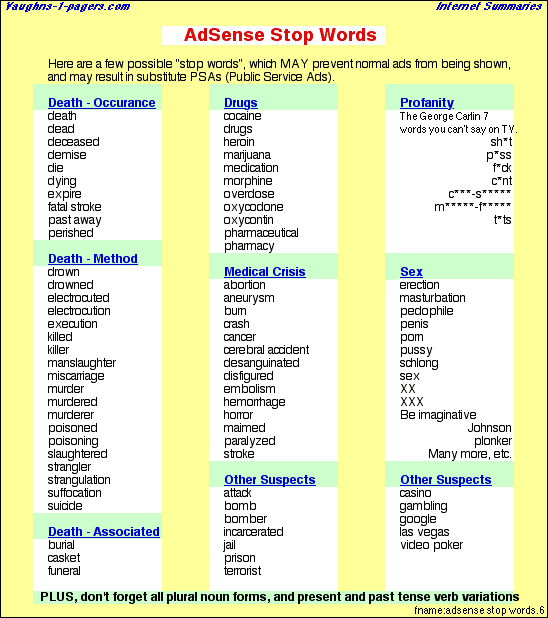 Vaughns-1-pagers.com
Internet Summaries
AdSense Stop Words
Here are a few possible "stop words", which MAY prevent normal ads from being shown,
and may result in substitute PSAs (Public Service Ads).
Death - Occurance
death
dead
deceased
demise
die
dying
expire
fatal stroke
past away
perished
Death - Method
drown
drowned
electrocuted
electrocution
execution
killed
killer
manslaughter
miscarriage
murder
murdered
murderer
poisoned
poisoning
slaughtered
strangler
strangulation
suffocation
suicide
Death - Associated
burial
casket
funeral
Drugs
cocaine
drugs
heroin
marijuana
medication
morphine
overdose
oxycodone
oxycontin
pharmaceutical
pharmacy
Medical Crisis
abortion
aneurysm
burn
crash
cancer
cerebral accident
desanguinated
disfigured
embolism
hemorrhage
horror
maimed
paralyzed
stroke
Other Suspects
attack
bomb
bomber
incarcerated
jail
prison
terrorist
Profanity
The George Carlin 7
words you can't say on TY.
sh*t
p*ss
f*ck
c*nt
c***-s*****
m*****-f*****
t*ts
Sex
erection
masturbation
pedophile
penis
porn
pussy
schlong
sex
XX
XXX
Be imaginative
Johnson
plonker
Many more, etc.
Other Suspects
casino
gambling
google
las vegas
video poker
PLUS, don't forget all plural noun forms, and present and past tense verb variations
fname:adsense stop words.6